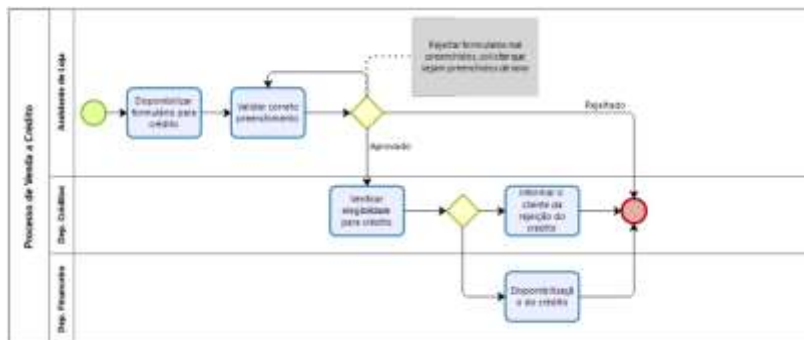 Processo de Venda a Crédito
Assistente de Loja
Rejeitar formulários mal
preenchidos, solicitar que
sejam preenchidos de novo
Disponibilizar
formulário para
crédito
Validar correto
preenchimento
Rejeitado
Aprovado
Dep. Créditos
Verificar
elegibilidade
para crédito
Informar o
cliente da
rejeição do
crédito
Dep. Financeiro
Disponibilizaçã
o do crédito